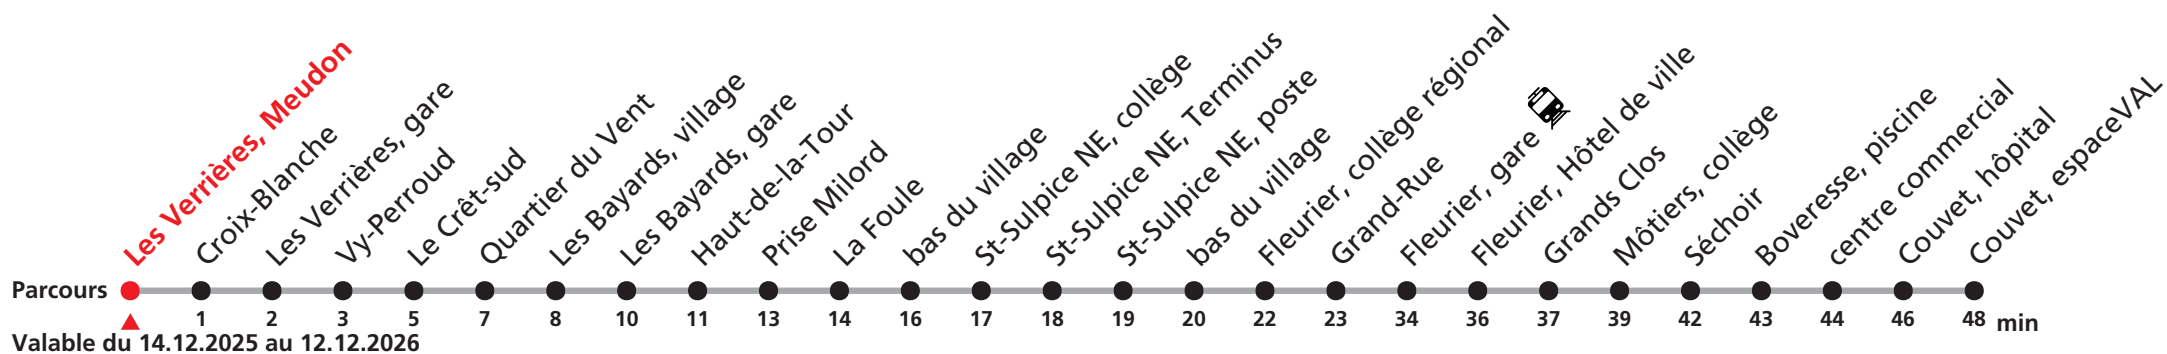 Les Verrières, Meudon
Croix-Blanche
Les Verrières, gare
Vy-Perroud
Le Crêt-sud
Quartier du Vent
Les Bayards, village
Les Bayards, gare
Haut-de-la-Tour
Prise Milord
La Foule
bas du village
St-Sulpice NE, collège
St-Sulpice NE, Terminus
St-Sulpice NE, poste
bas du village
Fleurier, collège régional
Grand-Rue
Fleurier, gare
Fleurier, Hôtel de ville
Grands Clos
Môtiers, collège
Séchoir
Boveresse, piscine
centre commercial
Couvet, hôpital
Couvet, espaceVAL
Parcours
1 2 3 5 7 8 10 11 13 14 16 17 18 19 20 22 23 34 36 37 39 42 43 44 46 48 min
Valable du 14.12.2025 au 12.12.2026